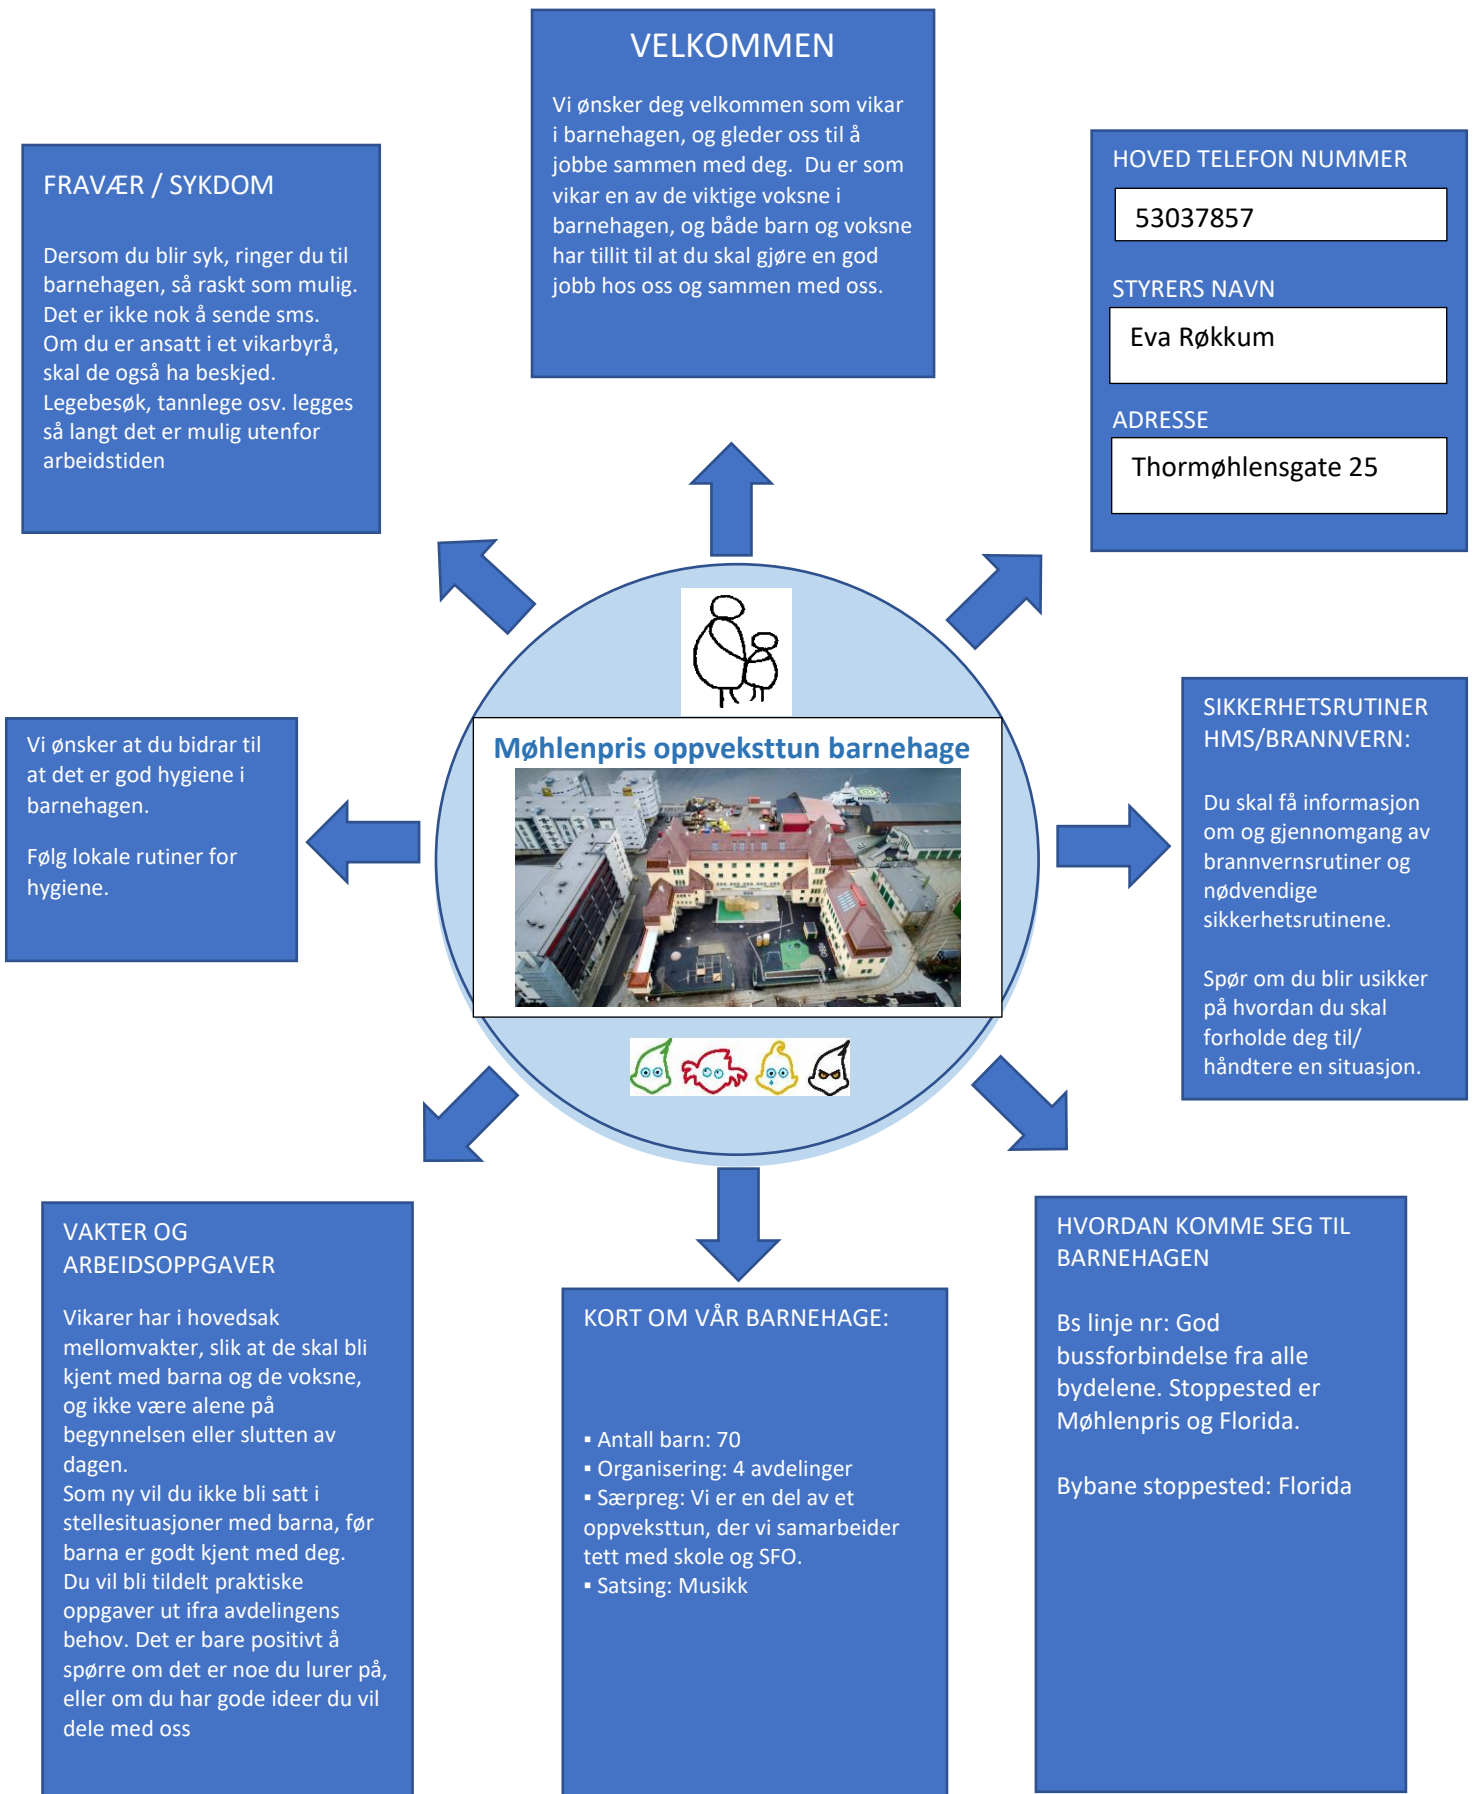 VELKOMMEN
Vi ønsker deg velkommen som vikar
i barnehagen, og gleder oss til å
jobbe sammen med deg.  Du er som
vikar en av de viktige voksne i
barnehagen, og både barn og voksne
har tillit til at du skal gjøre en god
jobb hos oss og sammen med oss.
FRAVÆR / SYKDOM
Dersom du blir syk, ringer du til
barnehagen, så raskt som mulig.
Det er ikke nok å sende sms.
Om du er ansatt i et vikarbyrå,
skal de også ha beskjed.
Legebesøk, tannlege osv. legges
så langt det er mulig utenfor
arbeidstiden
HOVED TELEFON NUMMER
53037857
STYRERS NAVN
Eva Røkkum
ADRESSE
Thormøhlensgate 25
Vi ønsker at du bidrar til
at det er god hygiene i
barnehagen.
Følg lokale rutiner for
hygiene.
Møhlenpris oppveksttun barnehage
SIKKERHETSRUTINER
HMS/BRANNVERN:
Du skal få informasjon
om og gjennomgang av
brannvernsrutiner og
nødvendige
sikkerhetsrutinene.
Spør om du blir usikker
på hvordan du skal
forholde deg til/
håndtere en situasjon.
VAKTER OG
ARBEIDSOPPGAVER
Vikarer har i hovedsak
mellomvakter, slik at de skal bli
kjent med barna og de voksne,
og ikke være alene på
begynnelsen eller slutten av
dagen.
Som ny vil du ikke bli satt i
stellesituasjoner med barna, før
barna er godt kjent med deg.
Du vil bli tildelt praktiske
oppgaver ut ifra avdelingens
behov. Det er bare positivt å
spørre om det er noe du lurer på,
eller om du har gode ideer du vil
dele med oss
KORT OM VÅR BARNEHAGE:
▪ Antall barn: 70
▪ Organisering: 4 avdelinger
▪ Særpreg: Vi er en del av et
oppveksttun, der vi samarbeider
tett med skole og SFO.
▪ Satsing: Musikk
HVORDAN KOMME SEG TIL
BARNEHAGEN
Bs linje nr: God
bussforbindelse fra alle
bydelene. Stoppested er
Møhlenpris og Florida.
Bybane stoppested: Florida